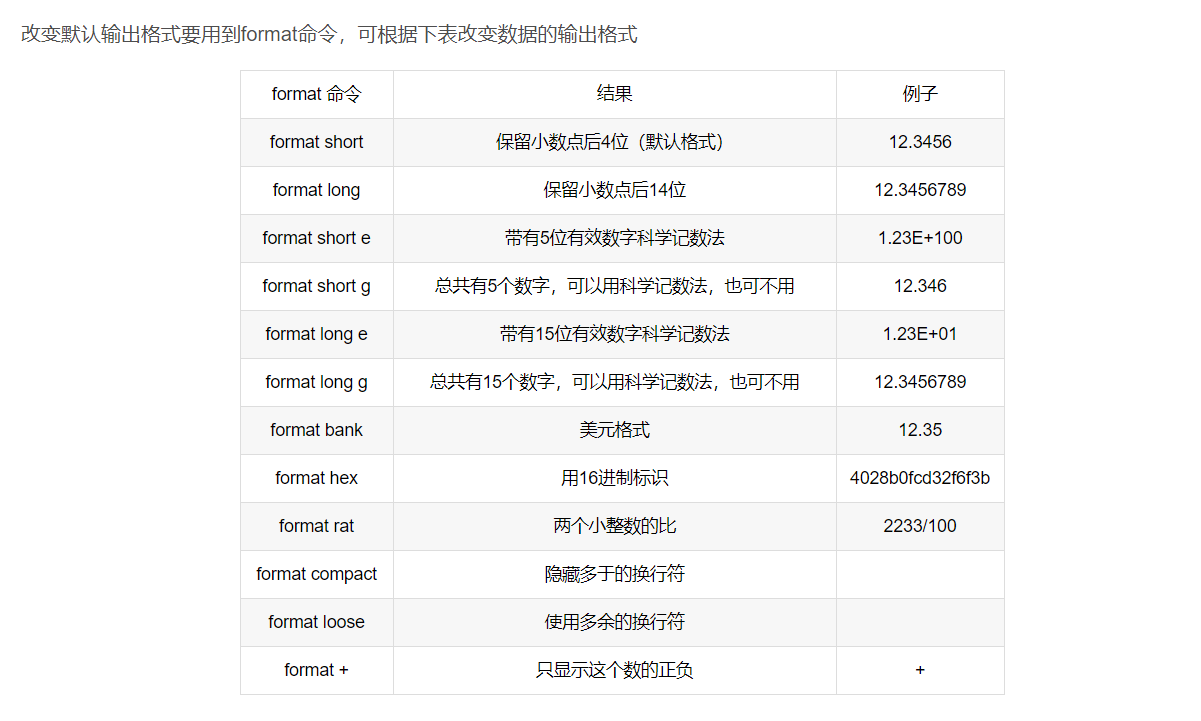 改变默认输出格式要用到format命令，可根据下表改变数据的输出格式
format 命令 结果 例子
format short 保留小数点后4位（默认格式） 12.3456
format long 保留小数点后14位 12.3456789
format short e 带有5位有效数字科学记数法 1.23E+100
format short g 总共有5个数字，可以用科学记数法，也可不用 12.346
format long e 带有15位有效数字科学记数法 1.23E+01
format long g 总共有15个数字，可以用科学记数法，也可不用 12.3456789
format bank 美元格式 12.35
format hex 用16进制标识 4028b0fcd32f6f3b
format rat 两个小整数的比 2233/100
format compact 隐藏多于的换行符
format loose 使用多余的换行符
format + 只显示这个数的正负 +